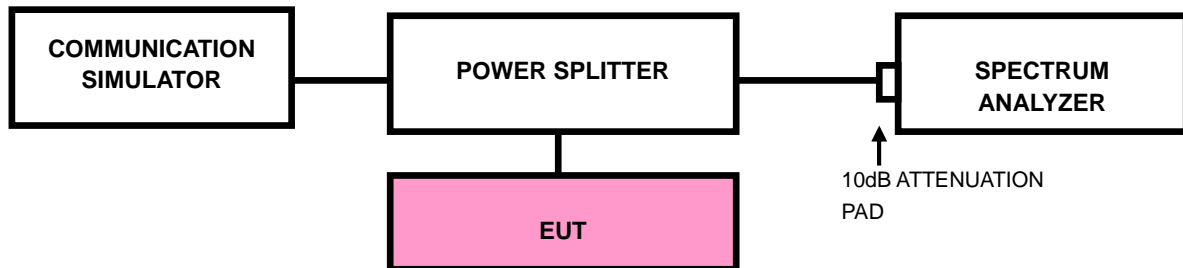 COMMUNICATION
SIMULATOR
POWER SPLITTER
SPECTRUM
ANALYZER
10dB ATTENUATION
PAD
EUT